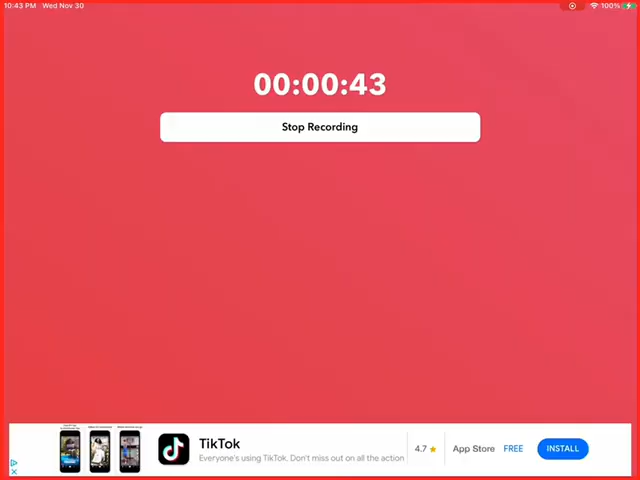 10:43 PM Wed Nov 30
100%
00:00:43
Stop Recording
TikTok
Everyone's using TikTok. Don't miss out on all the action
4.7
App Store
FREE
INSTALL